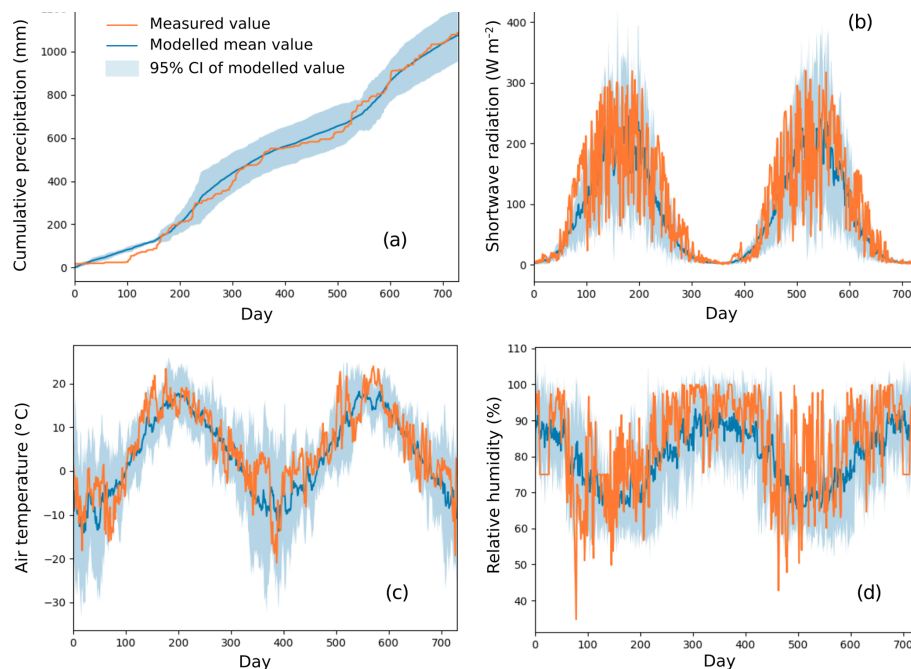 1200
1000
800
600
400
200
0
Cumulative precipitation (mm)
Measured value
Modelled mean value
95% CI of modelled value
(a)
0 100 200 300 400 500 600 700
Day
400
300
200
100
0
Shortwave radiation (W m⁻²)
(b)
0 100 200 300 400 500 600 700
Day
20
10
0
−10
−20
−30
Air temperature (° C)
(c)
0 100 200 300 400 500 600 700
Day
110
100
90
80
70
60
50
40
Relative humidity (%)
(d)
0 100 200 300 400 500 600 700
Day